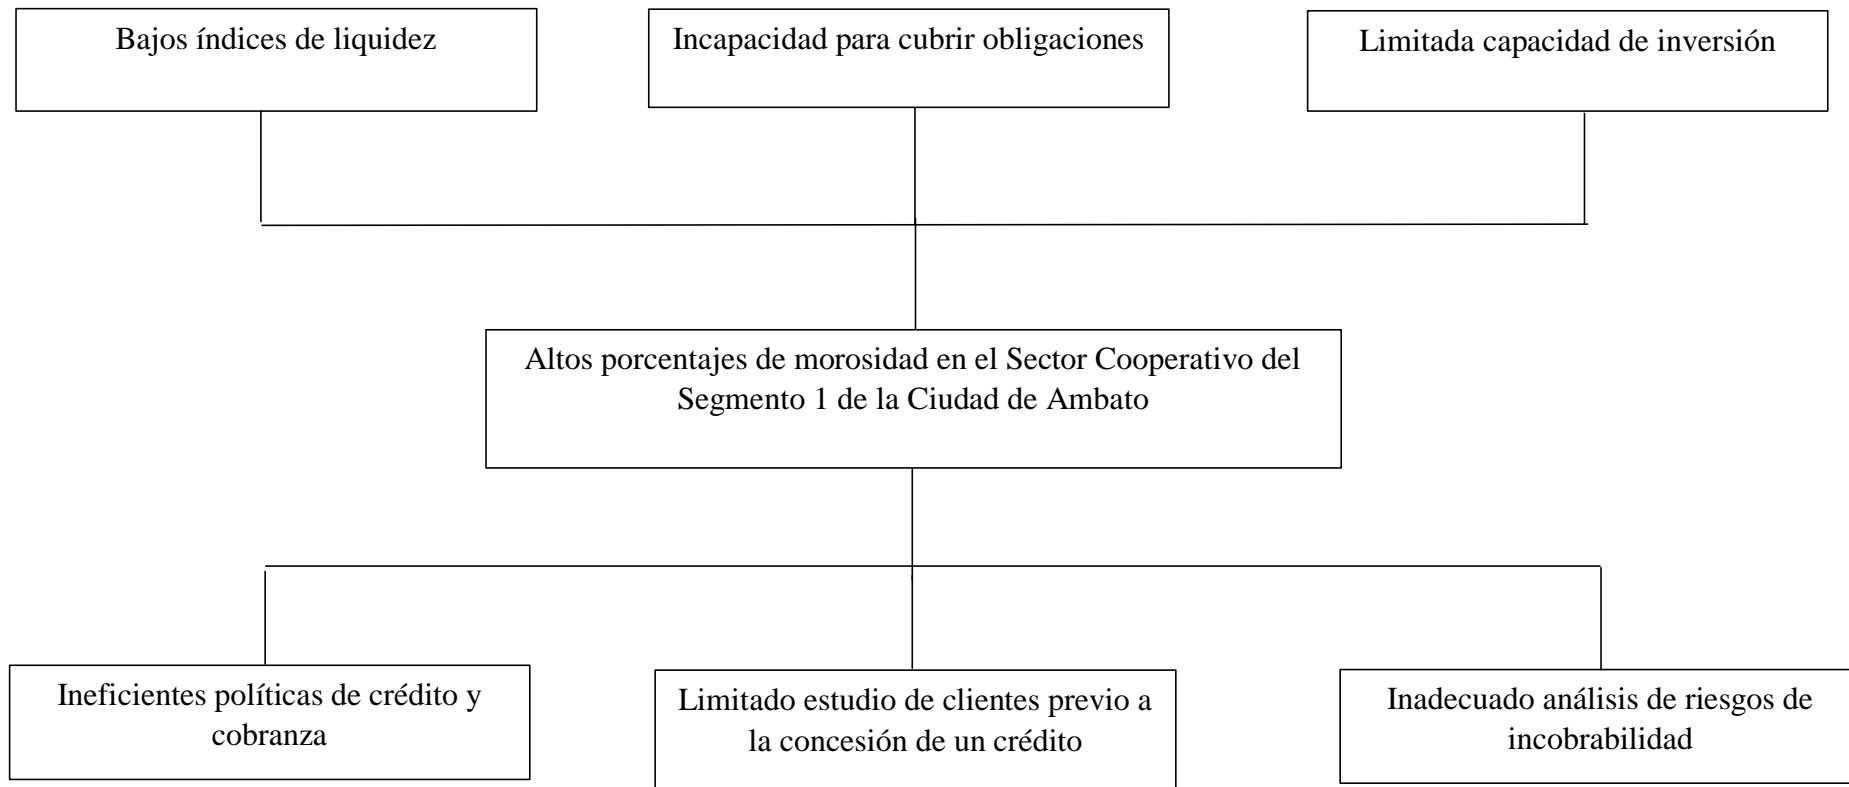 Bajos índices de liquidez
Incapacidad para cubrir obligaciones
Limitada capacidad de inversión
Altos porcentajes de morosidad en el Sector Cooperativo del
Segmento 1 de la Ciudad de Ambato
Ineficientes políticas de crédito y
cobranza
Limitado estudio de clientes previo a
la concesión de un crédito
Inadecuado análisis de riesgos de
incobrabilidad